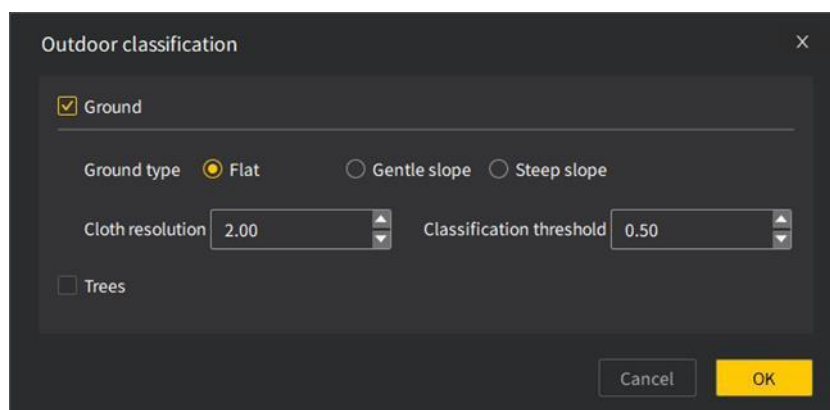 Outdoor classification X
Ground
Ground type Flat Gentle slope Steep slope
Cloth resolution 2.00 Classification threshold 0.50
Trees
Cancel OK